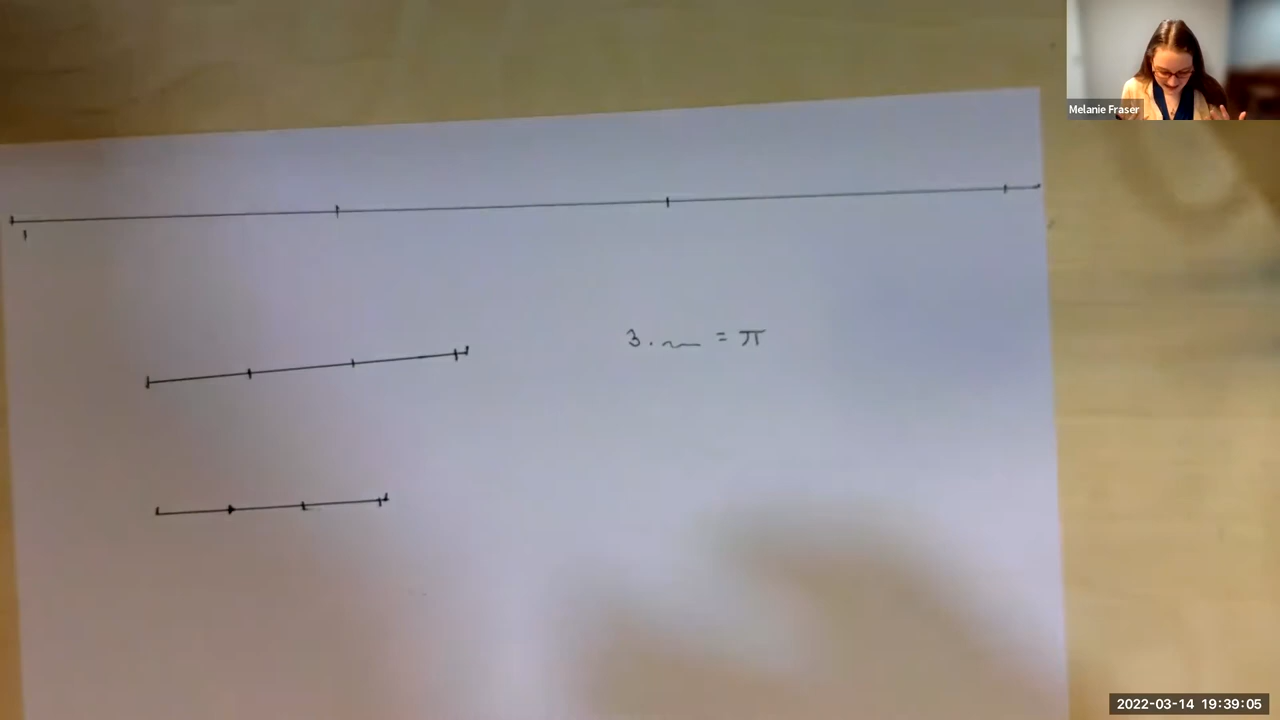 Melanie Fraser
3. = π
2022-03-14 19:39:05